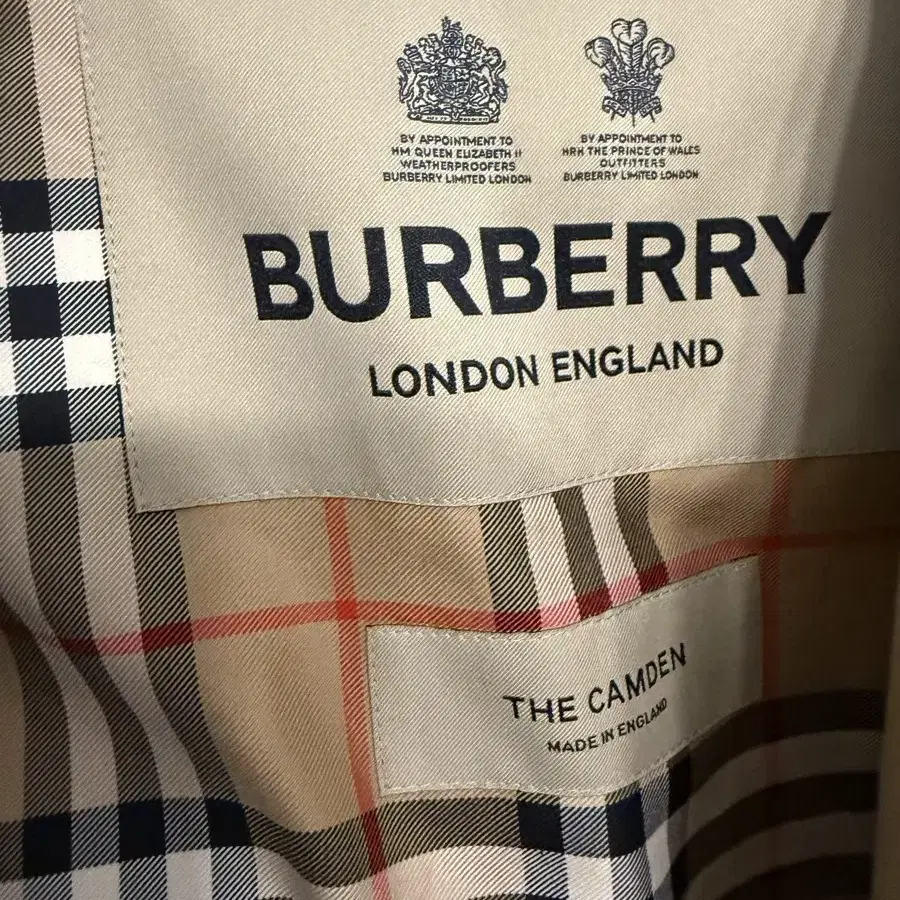 BY APPOINTMENT TO
HM QUEEN ELIZABETH II
WEATHERPROOFERS
BURBERRY LIMITED LONDON
BY APPOINTMENT TO
HRH THE PRINCE OF WALES
OUTFITTERS
BURBERRY LIMITED LONDON
BURBERRY
LONDON ENGLAND
THE CAMDEN
MADE IN ENGLAND